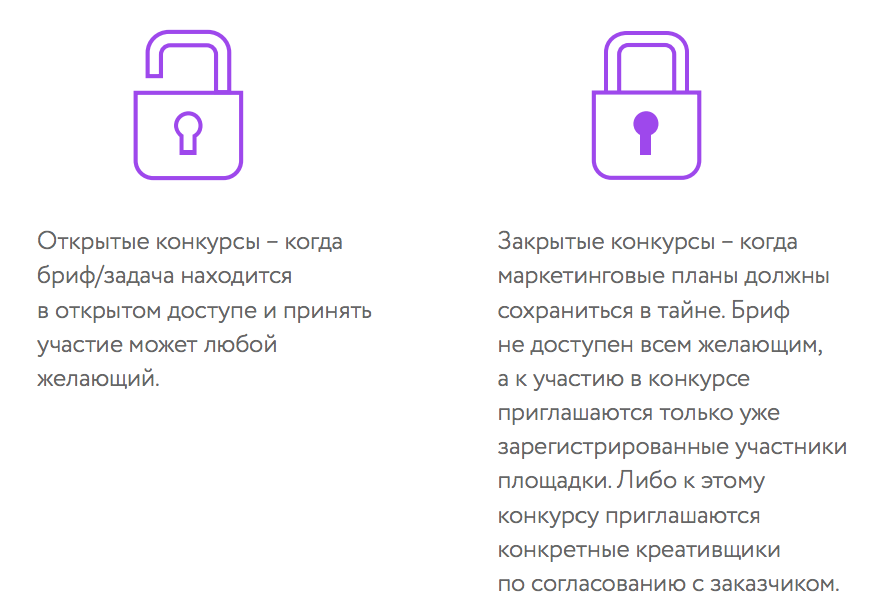 Открытые конкурсы – когда
бриф/задача находится
в открытом доступе и принять
участие может любой
желающий.
Закрытые конкурсы – когда
маркетинговые планы должны
сохраниться в тайне. Бриф
не доступен всем желающим,
а к участию в конкурсе
приглашаются только уже
зарегистрированные участники
площадки. Либо к этому
конкурсу приглашаются
конкретные креативщики
по согласованию с заказчиком.